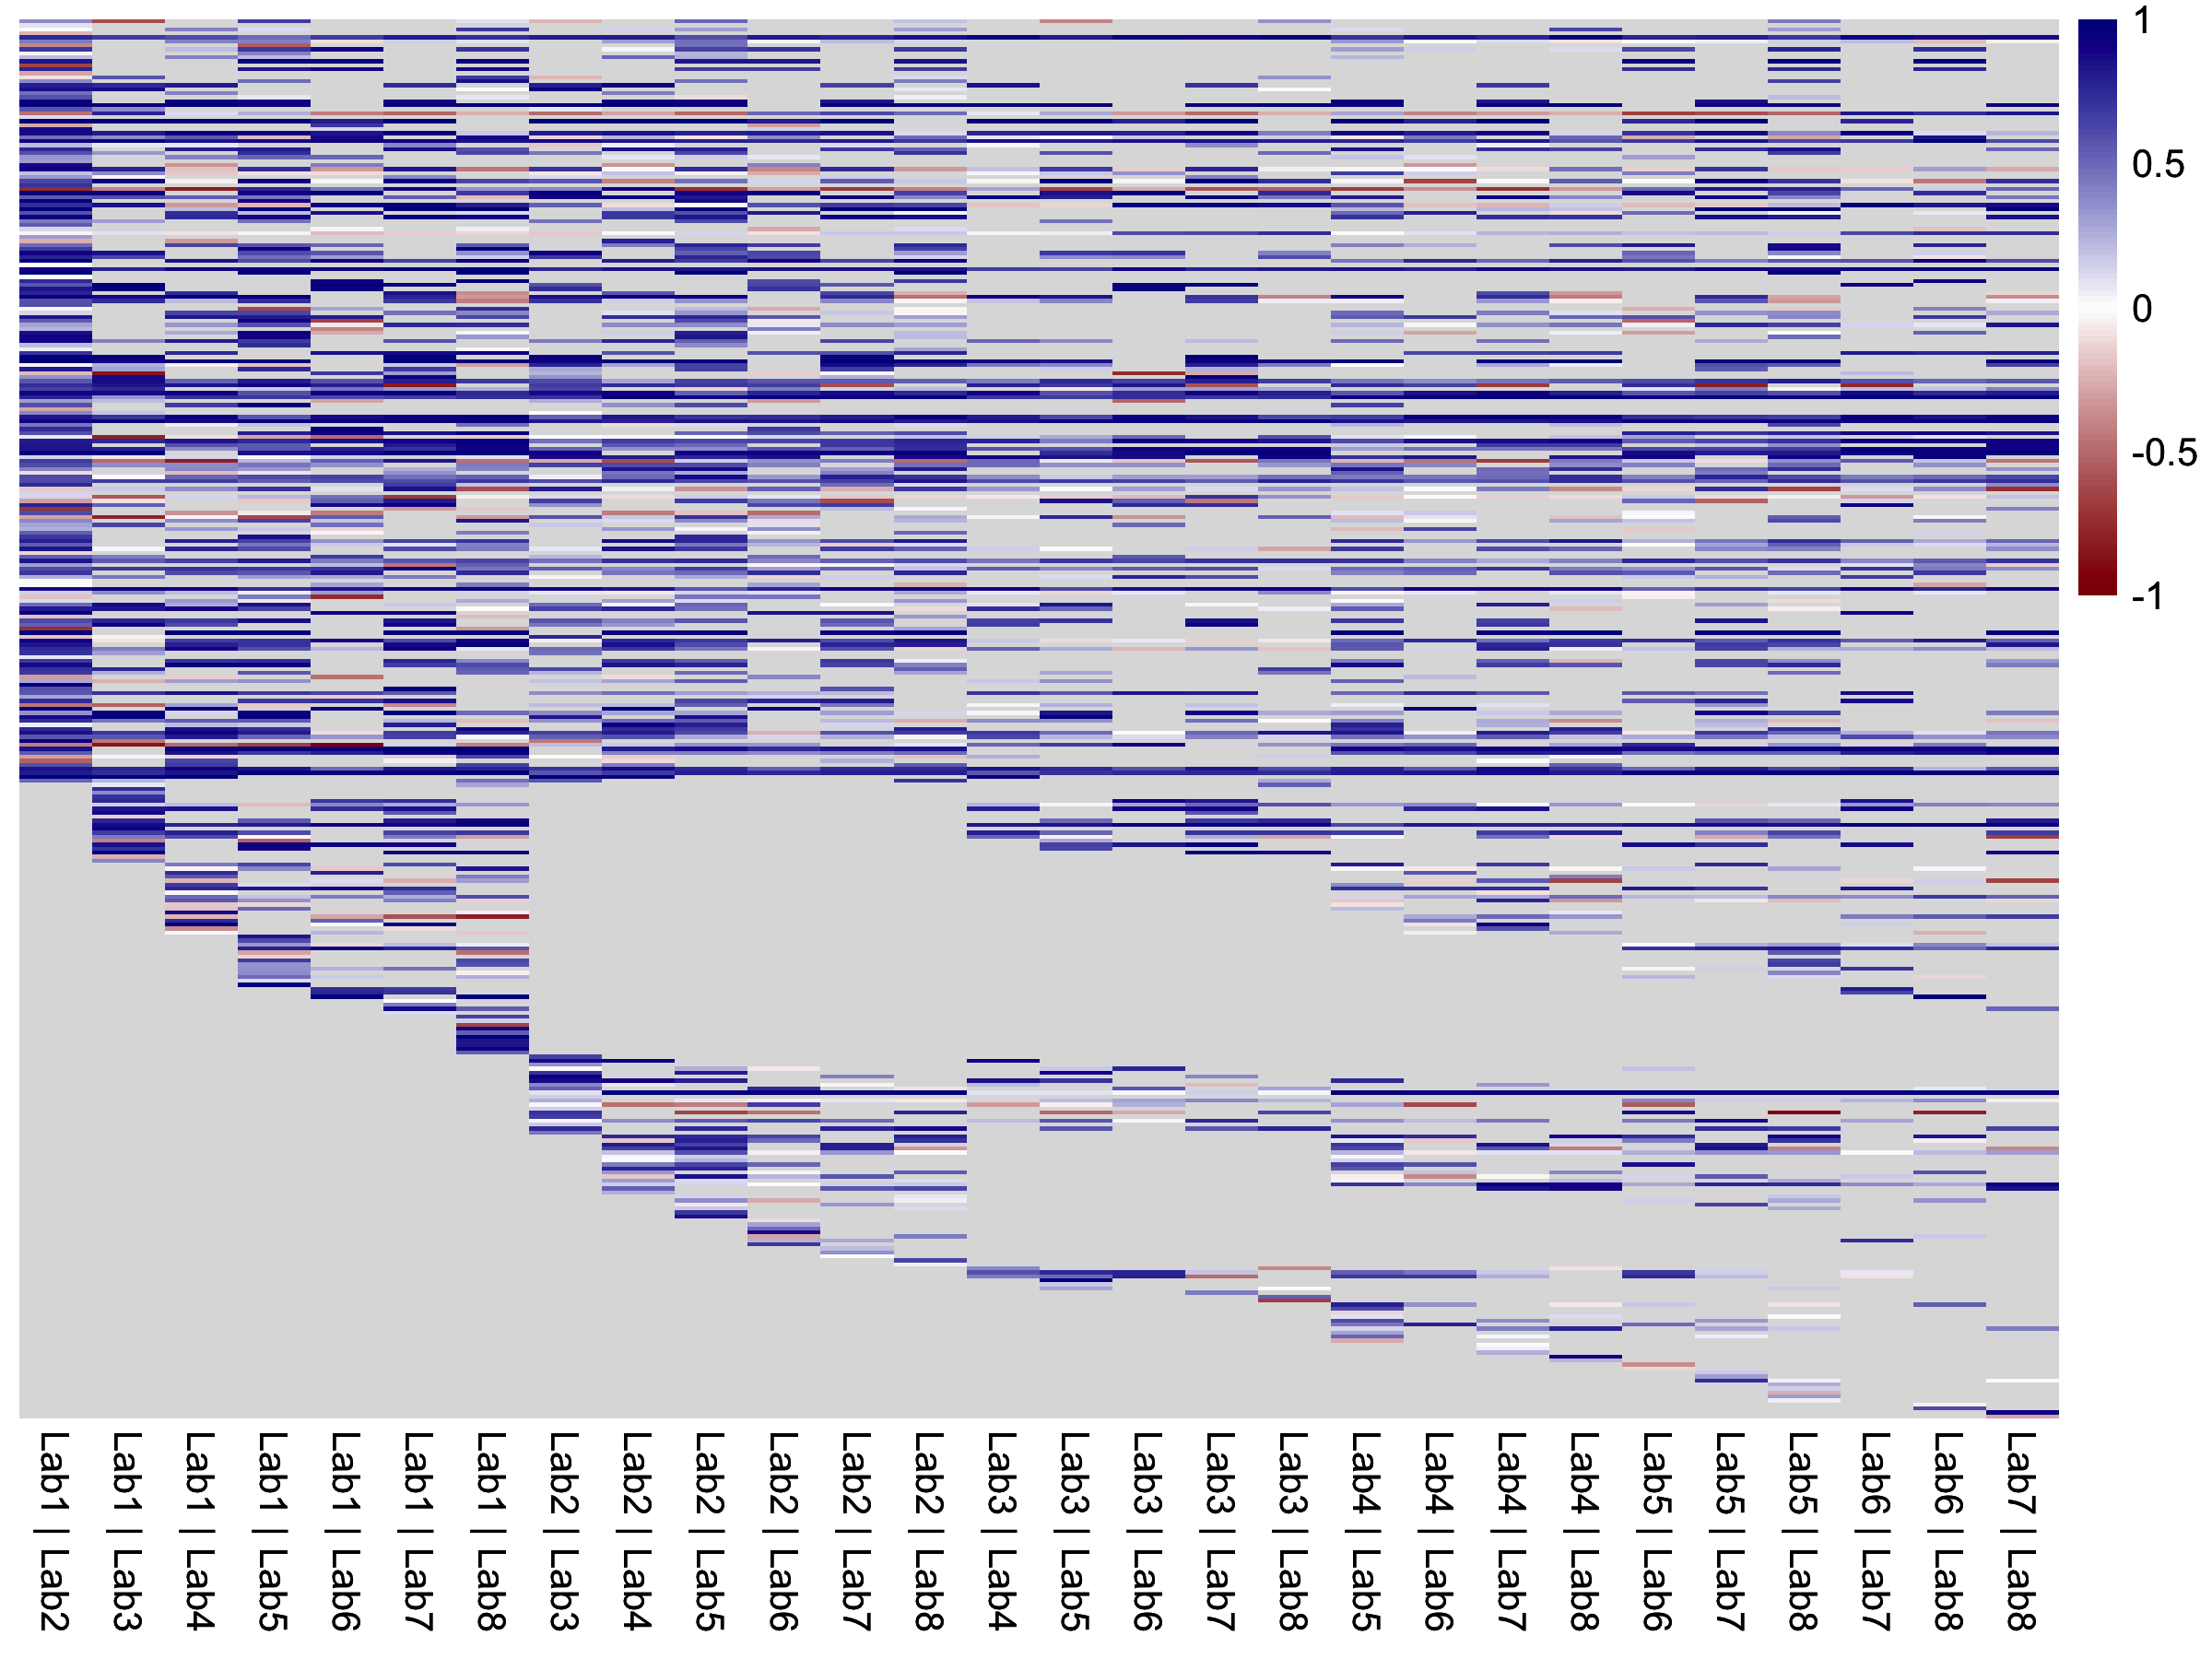 1
0.5
0
-0.5
-1
Lab1 | Lab2
Lab1 | Lab3
Lab1 | Lab4
Lab1 | Lab5
Lab1 | Lab6
Lab1 | Lab7
Lab1 | Lab8
Lab2 | Lab3
Lab2 | Lab4
Lab2 | Lab5
Lab2 | Lab6
Lab2 | Lab7
Lab2 | Lab8
Lab3 | Lab4
Lab3 | Lab5
Lab3 | Lab6
Lab3 | Lab7
Lab3 | Lab8
Lab4 | Lab5
Lab4 | Lab6
Lab4 | Lab7
Lab4 | Lab8
Lab5 | Lab6
Lab5 | Lab7
Lab5 | Lab8
Lab6 | Lab7
Lab6 | Lab8
Lab7 | Lab8